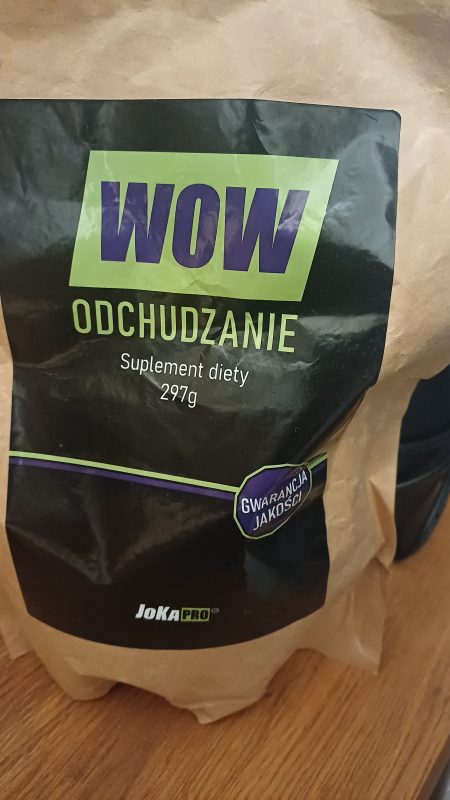 WOW
ODCHUDZANIE
Suplement diety
297g
GWARANCJA
JAKOŚCI
JoKAPRO®